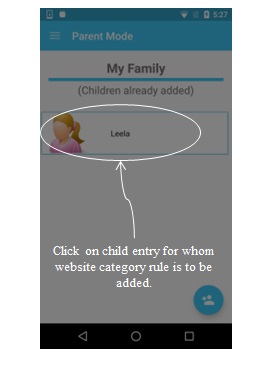 5:27
Parent Mode
My Family
(Children already added)
Leela
Click on child entry for whom
website category rule is to be
added.